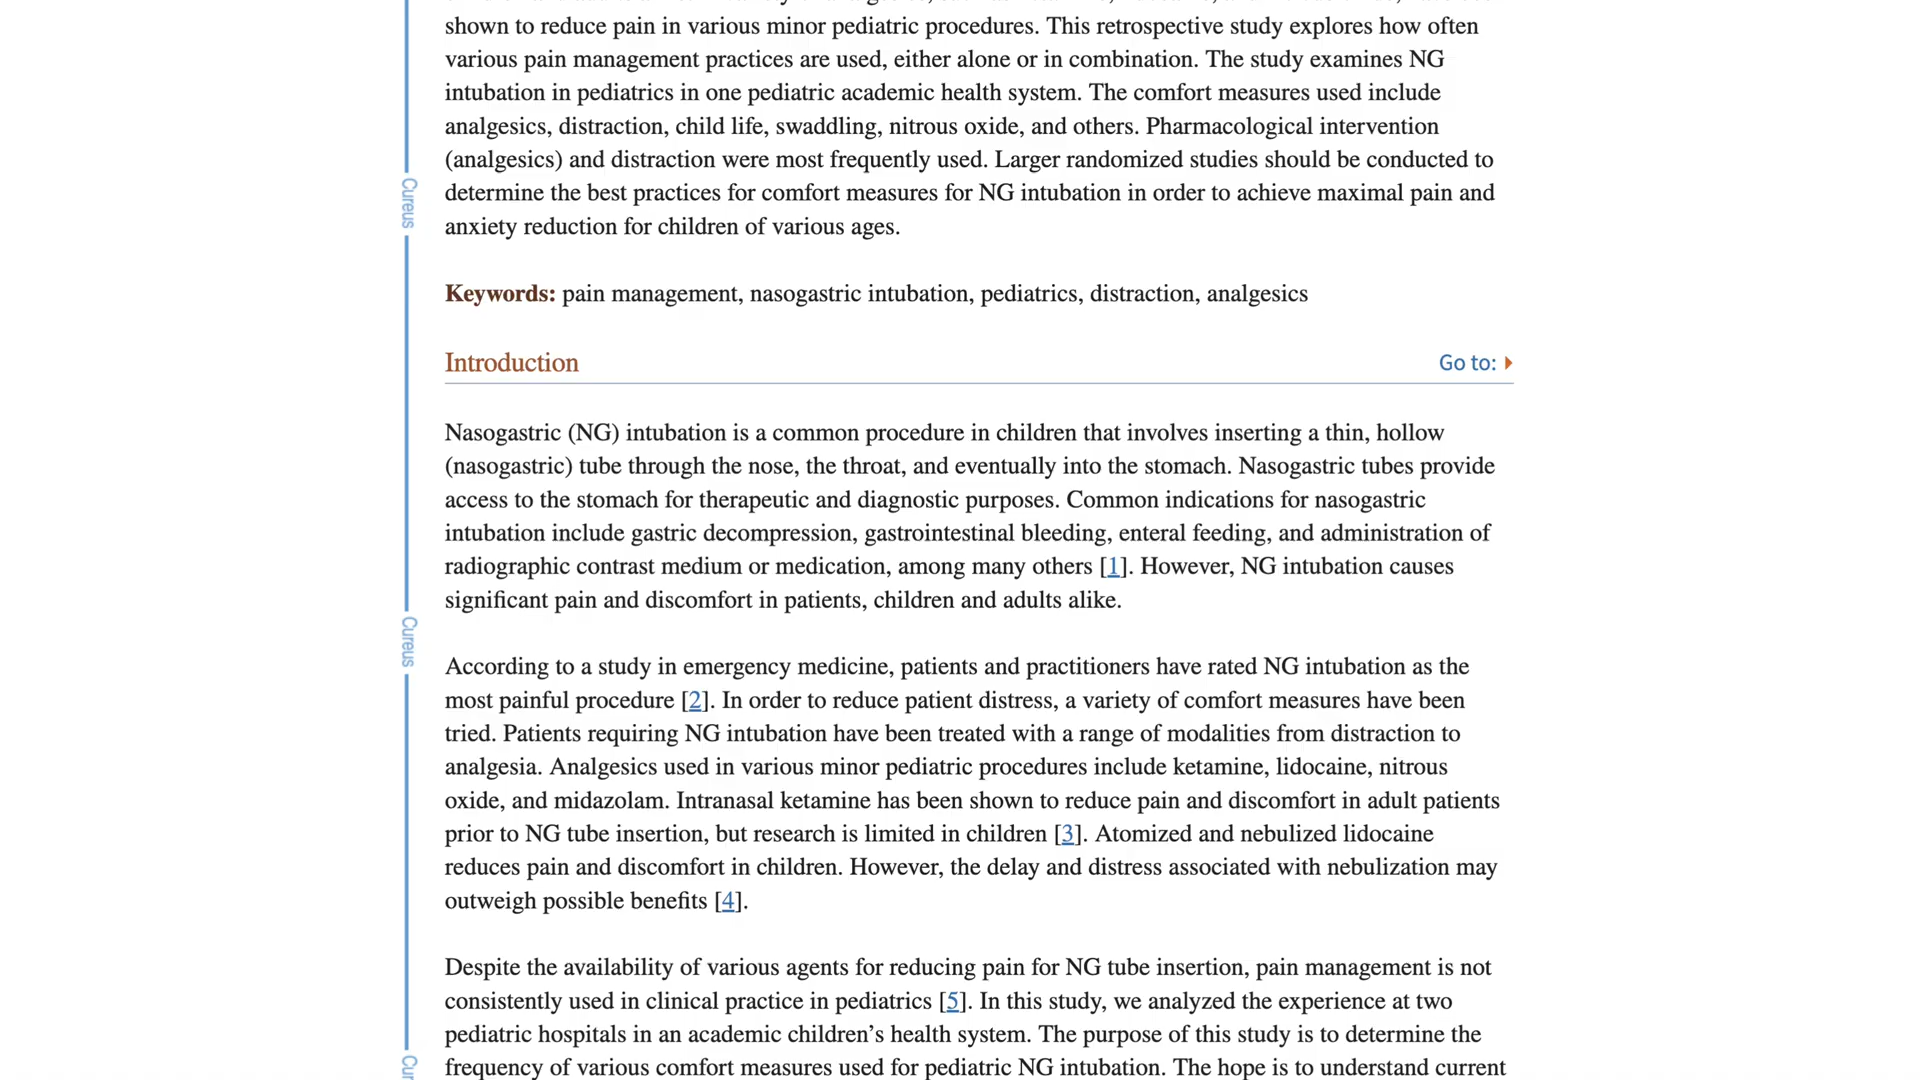 shown to reduce pain in various minor pediatric procedures. This retrospective study explores how often
various pain management practices are used, either alone or in combination. The study examines NG
intubation in pediatrics in one pediatric academic health system. The comfort measures used include
analgesics, distraction, child life, swaddling, nitrous oxide, and others. Pharmacological intervention
(analgesics) and distraction were most frequently used. Larger randomized studies should be conducted to
determine the best practices for comfort measures for NG intubation in order to achieve maximal pain and
anxiety reduction for children of various ages.
Cureus
Keywords: pain management, nasogastric intubation, pediatrics, distraction, analgesics
Introduction
Go to:
Nasogastric (NG) intubation is a common procedure in children that involves inserting a thin, hollow
(nasogastric) tube through the nose, the throat, and eventually into the stomach. Nasogastric tubes provide
access to the stomach for therapeutic and diagnostic purposes. Common indications for nasogastric
intubation include gastric decompression, gastrointestinal bleeding, enteral feeding, and administration of
radiographic contrast medium or medication, among many others [1]. However, NG intubation causes
significant pain and discomfort in patients, children and adults alike.
Cureus
According to a study in emergency medicine, patients and practitioners have rated NG intubation as the
most painful procedure [2]. In order to reduce patient distress, a variety of comfort measures have been
tried. Patients requiring NG intubation have been treated with a range of modalities from distraction to
analgesia. Analgesics used in various minor pediatric procedures include ketamine, lidocaine, nitrous
oxide, and midazolam. Intranasal ketamine has been shown to reduce pain and discomfort in adult patients
prior to NG tube insertion, but research is limited in children [3]. Atomized and nebulized lidocaine
reduces pain and discomfort in children. However, the delay and distress associated with nebulization may
outweigh possible benefits [4].
Despite the availability of various agents for reducing pain for NG tube insertion, pain management is not
consistently used in clinical practice in pediatrics [5]. In this study, we analyzed the experience at two
pediatric hospitals in an academic children's health system. The purpose of this study is to determine the
frequency of various comfort measures used for pediatric NG intubation. The hope is to understand current
Cur